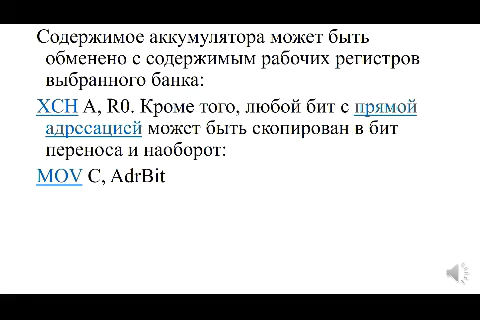 Содержимое аккумулятора может быть
обменено с содержимым рабочих регистров
выбранного банка:
XCH A, R0. Кроме того, любой бит с прямой
адресацией может быть скопирован в бит
переноса и наоборот:
MOV C, AdrBit